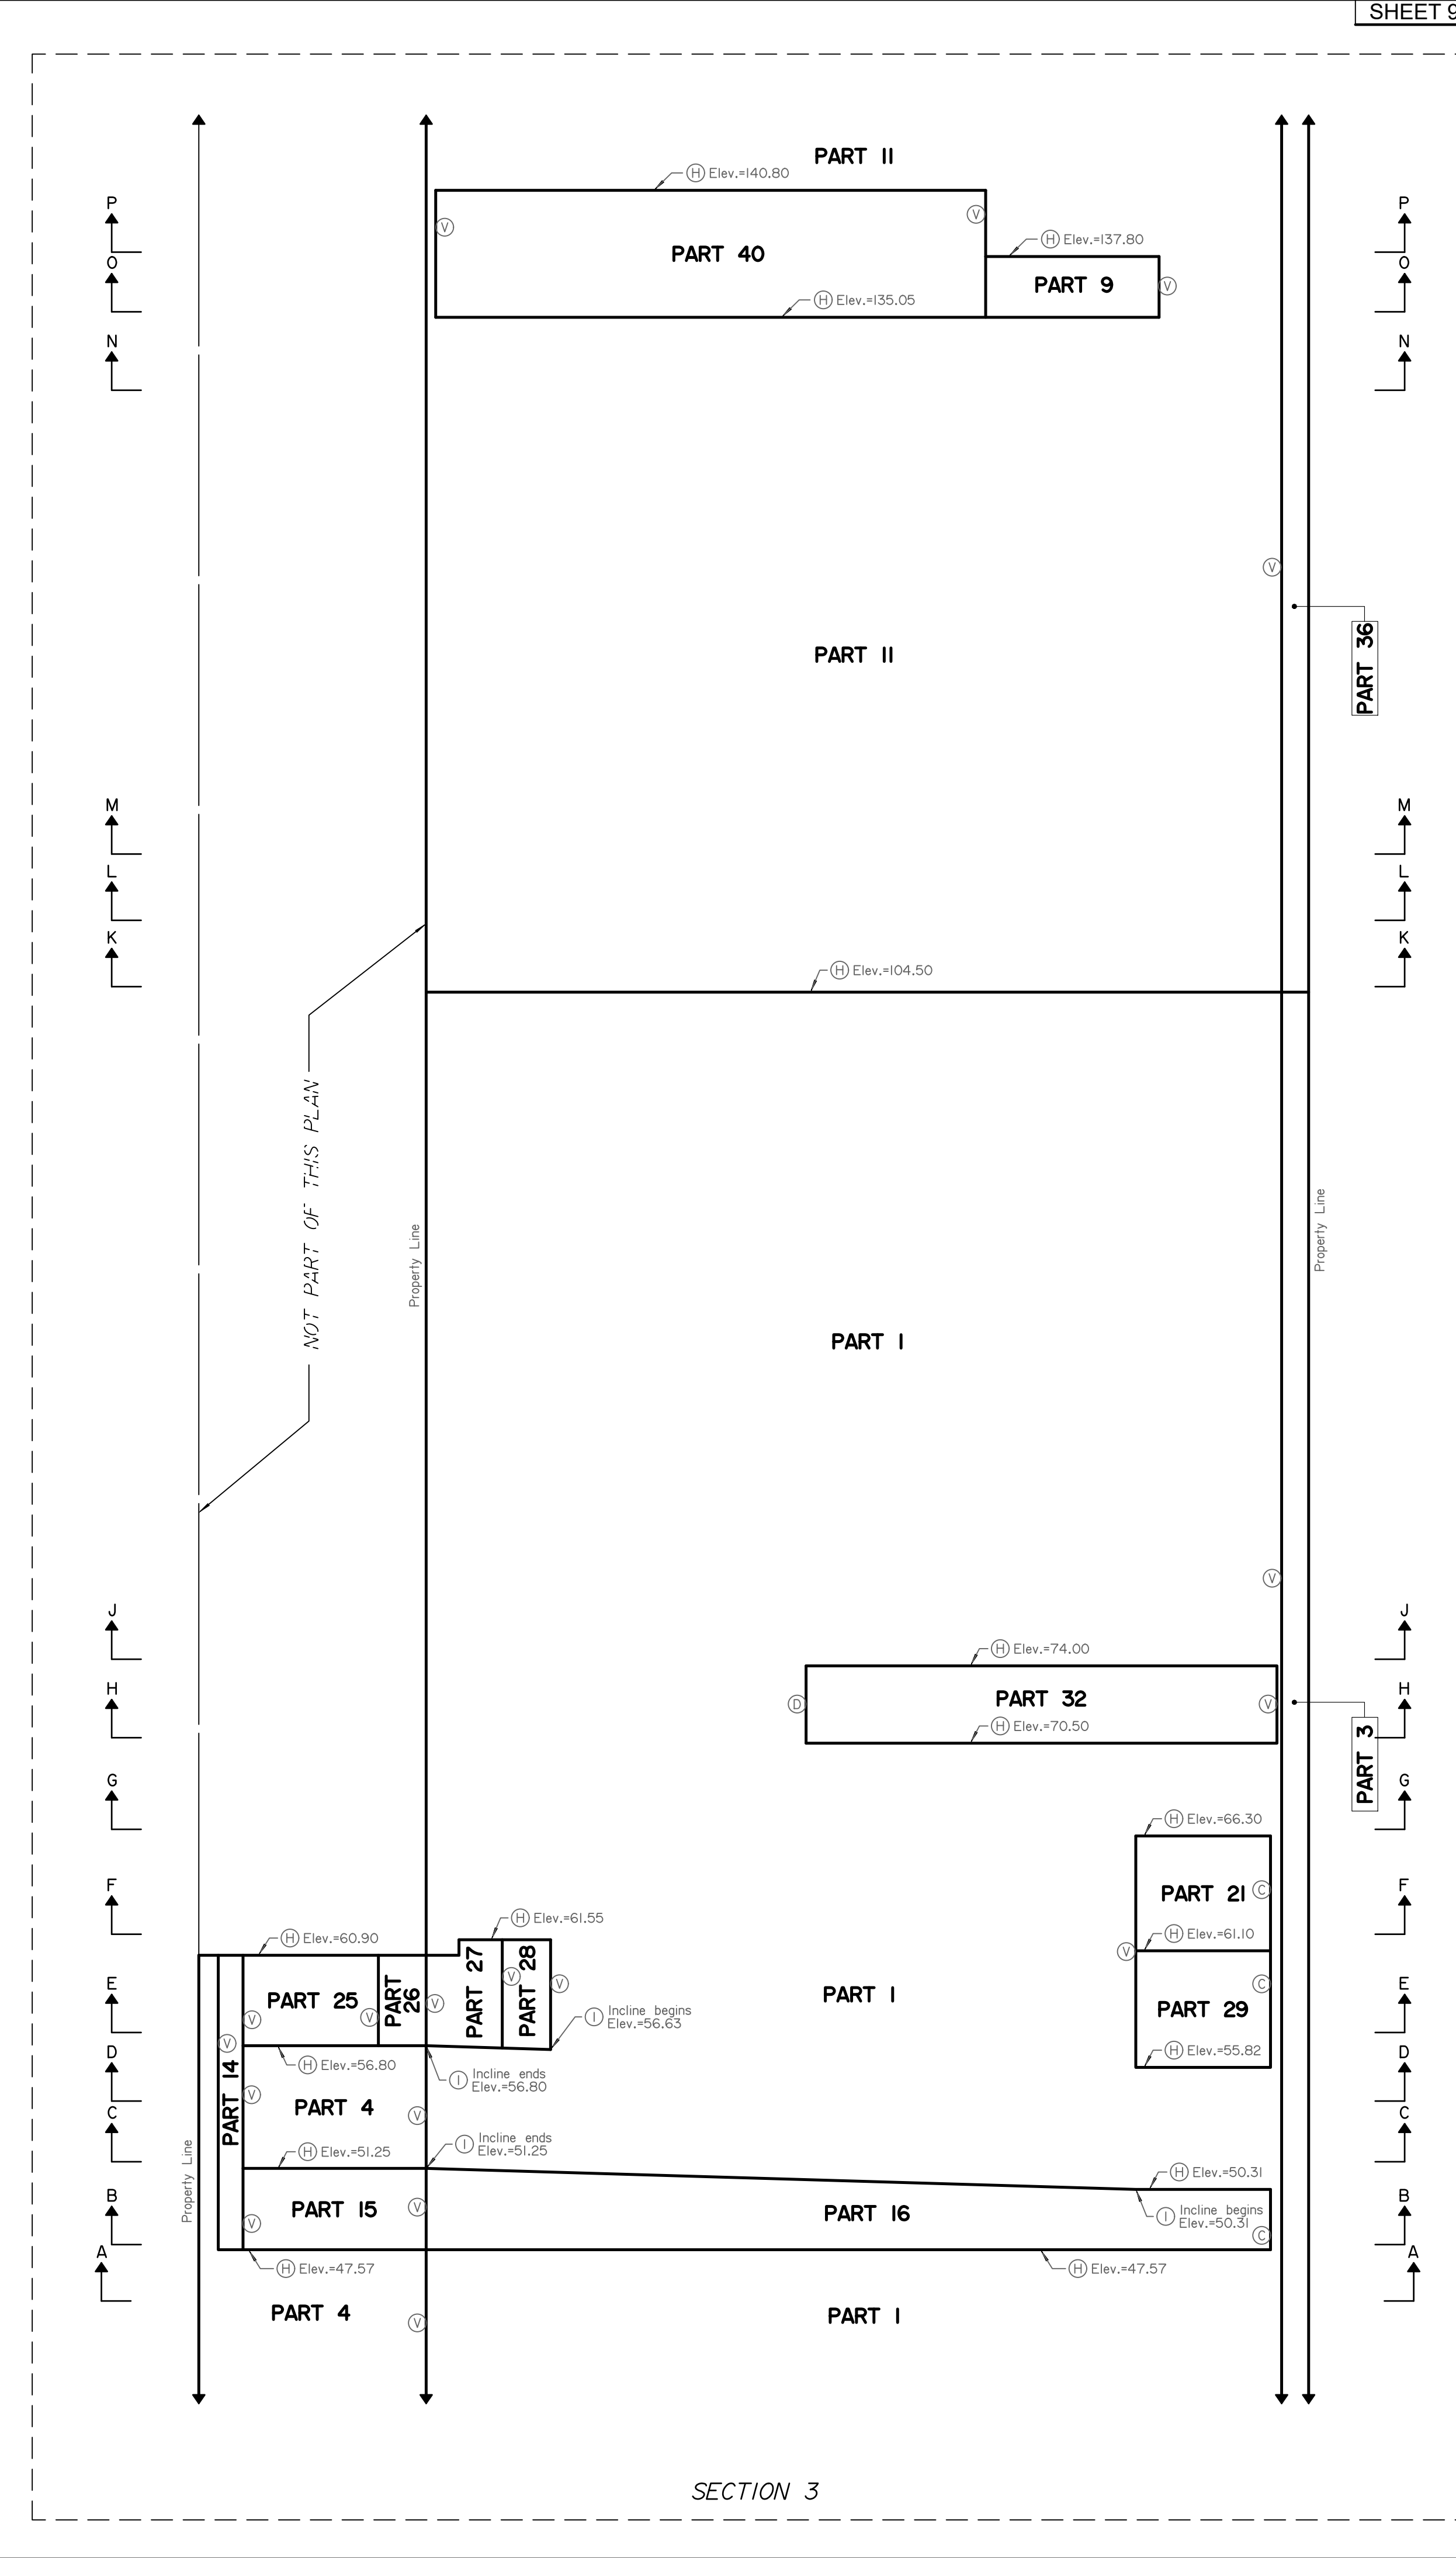 SHEET 9
PART 11
(H) Elev.=140.80
P
P
V
V
(H) Elev.=137.80
PART 40
O
O
PART 9
V
(H) Elev.=135.05
N
N
V
PART 36
PART 11
M
M
L
L
K
K
(H) Elev.=104.50
NOT PART OF THIS PLAN
Property Line
Property Line
PART 1
V
J
J
(H) Elev.=74.00
H
H
D
PART 32
V
(H) Elev.=70.50
PART 3
G
G
(H) Elev.=66.30
F
F
PART 21
C
(H) Elev.=61.55
(H) Elev.=60.90
(H) Elev.=61.10
V
PART 27
PART 28
V
V
E
E
C
PART 25
PART
26
V
V
V
PART 1
PART 29
(I) Incline begins
Elev.=56.63
V
D
D
(H) Elev.=56.80
(H) Elev.=55.82
(I) Incline ends
Elev.=56.80
PART 14
V
PART 4
V
C
C
(I) Incline ends
Elev.=51.25
(H) Elev.=51.25
(H) Elev.=50.31
Property Line
B
B
PART 15
V
V
PART 16
(I) Incline begins
Elev.=50.31
C
A
A
(H) Elev.=47.57
(H) Elev.=47.57
PART 4
V
PART 1
SECTION 3